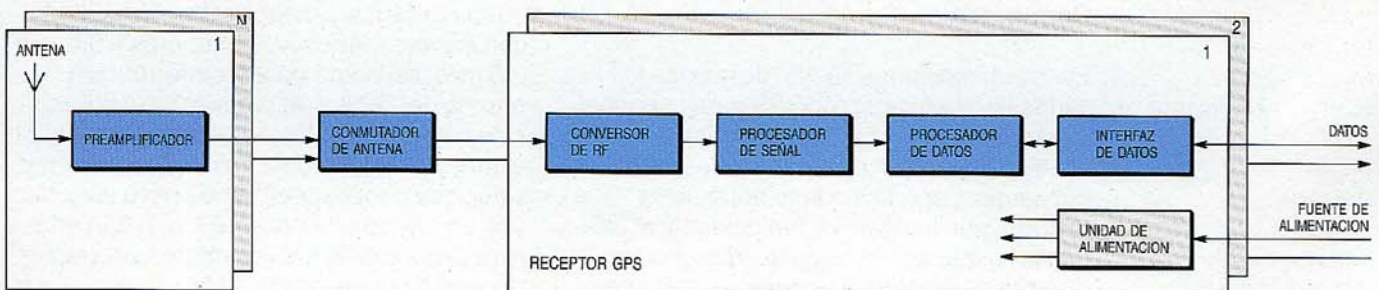 N
1
ANTENA
PREAMPLIFICADOR
CONMUTADOR
DE ANTENA
2
1
CONVERSOR
DE RF
PROCESADOR
DE SEÑAL
PROCESADOR
DE DATOS
INTERFAZ
DE DATOS
DATOS
UNIDAD DE
ALIMENTACION
FUENTE DE
ALIMENTACION
RECEPTOR GPS